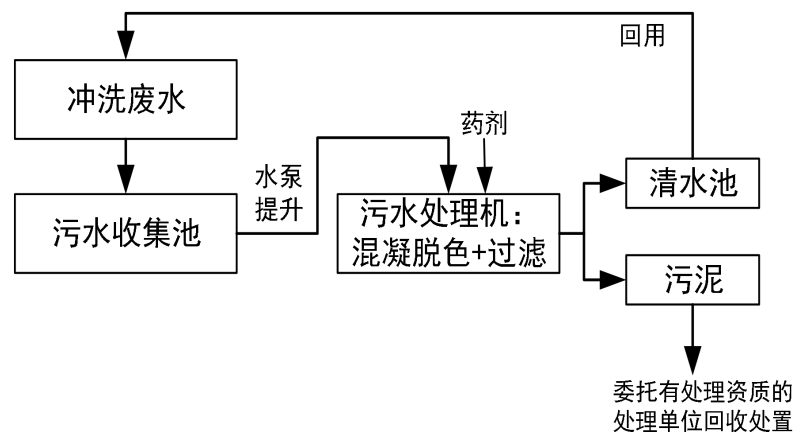 回用
冲洗废水
药剂
水泵
提升
清水池
污水收集池
污水处理机：
混凝脱色+过滤
污泥
委托有处理资质的
处理单位回收处置